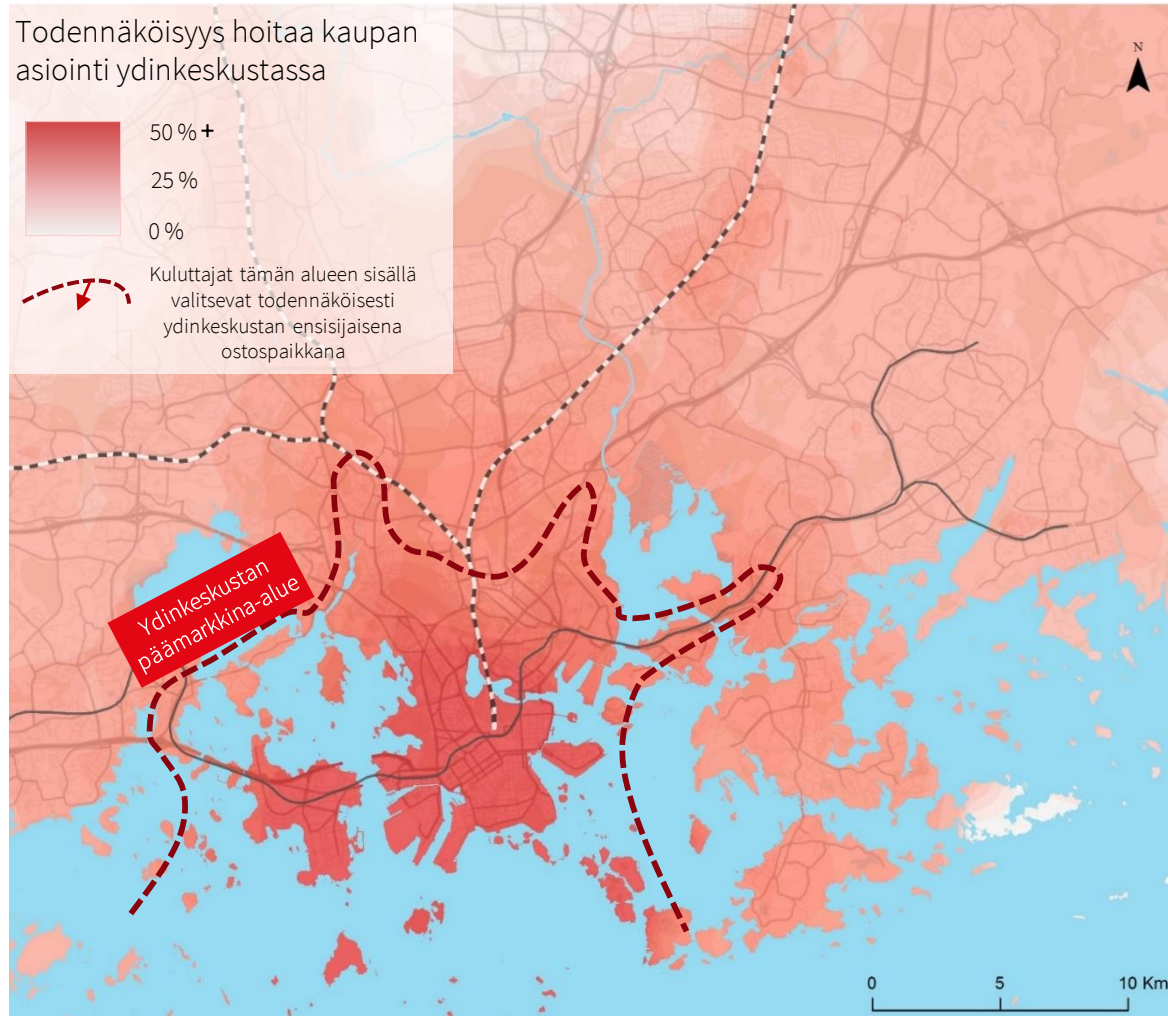 Todennäköisyys hoitaa kaupan
asiointi ydinkeskustassa
50 %+
25 %
0 %
Kuluttajat tämän alueen sisällä
valitsevat todennäköisesti
ydinkeskustan ensisijaisena
ostospaikkana
N
Ydinkeskustan
päämarkkina-alue
0 5 10 Km